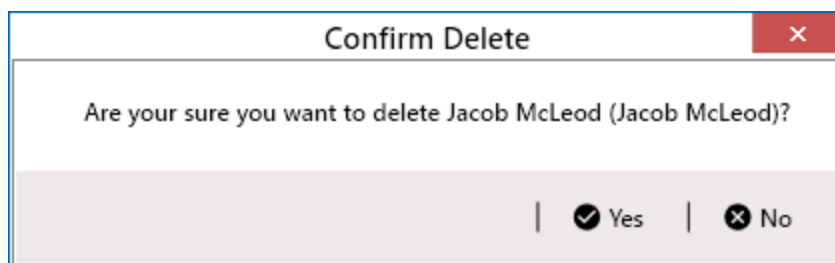 Confirm Delete
Are your sure you want to delete Jacob McLeod (Jacob McLeod)?
Yes No